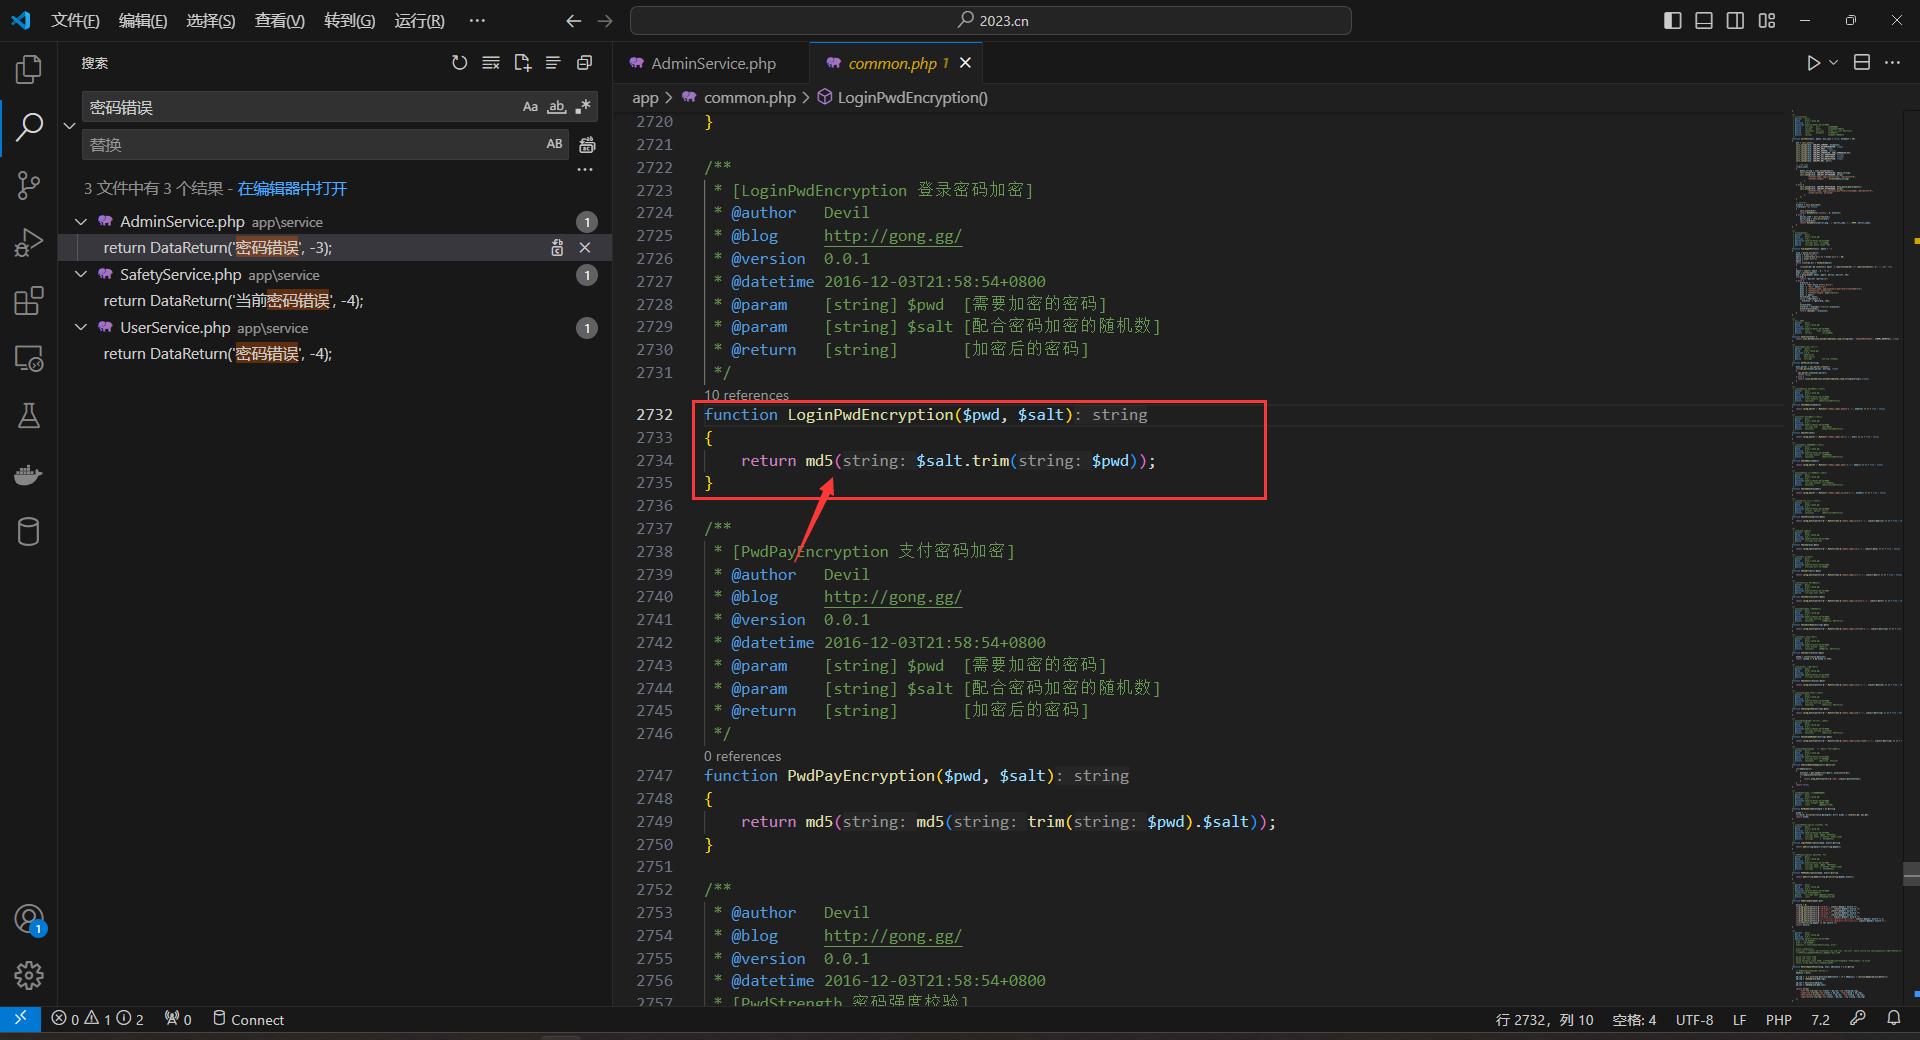 文件(F) 编辑(E) 选择(S) 查看(V) 转到(G) 运行(R) ··· 2023.cn
搜索
密码错误 Aa ab
替换 AB
3 文件中有 3 个结果 - 在编辑器中打开
AdminService.php app\service 1
return DataReturn('密码错误', -3);
SafetyService.php app\service 1
return DataReturn('当前密码错误', -4);
UserService.php app\service 1
return DataReturn('密码错误', -4);
1
AdminService.php common.php 1
app > common.php > LoginPwdEncryption()
2720 }
2721
2722 /**
2723 * [LoginPwdEncryption 登录密码加密]
2724 * @author Devil
2725 * @blog http://gong.gg/
2726 * @version 0.0.1
2727 * @datetime 2016-12-03T21:58:54+0800
2728 * @param [string] $pwd [需要加密的密码]
2729 * @param [string] $salt [配合密码加密的随机数]
2730 * @return [string] [加密后的密码]
2731 */
10 references
2732 function LoginPwdEncryption($pwd, $salt): string
2733 {
2734 return md5(string: $salt.trim(string: $pwd));
2735 }
2736
2737 /**
2738 * [PwdPayEncryption 支付密码加密]
2739 * @author Devil
2740 * @blog http://gong.gg/
2741 * @version 0.0.1
2742 * @datetime 2016-12-03T21:58:54+0800
2743 * @param [string] $pwd [需要加密的密码]
2744 * @param [string] $salt [配合密码加密的随机数]
2745 * @return [string] [加密后的密码]
2746 */
0 references
2747 function PwdPayEncryption($pwd, $salt): string
2748 {
2749 return md5(string: md5(string: trim(string: $pwd).$salt));
2750 }
2751
2752 /**
2753 * @author Devil
2754 * @blog http://gong.gg/
2755 * @version 0.0.1
2756 * @datetime 2016-12-03T21:58:54+0800
2757 * [PwdStrength 密码强度校验]
0 1 2 0 Connect 行 2732，列 10 空格: 4 UTF-8 LF PHP 7.2